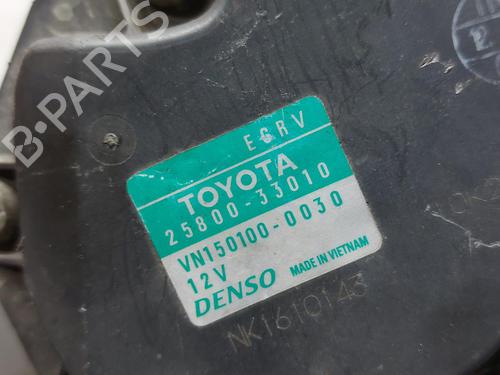 EGRV
TOYOTA
25800-33010
VN150100-0030
12V
DENSO MADE IN VIETNAM
NK1610143
B-PARTS